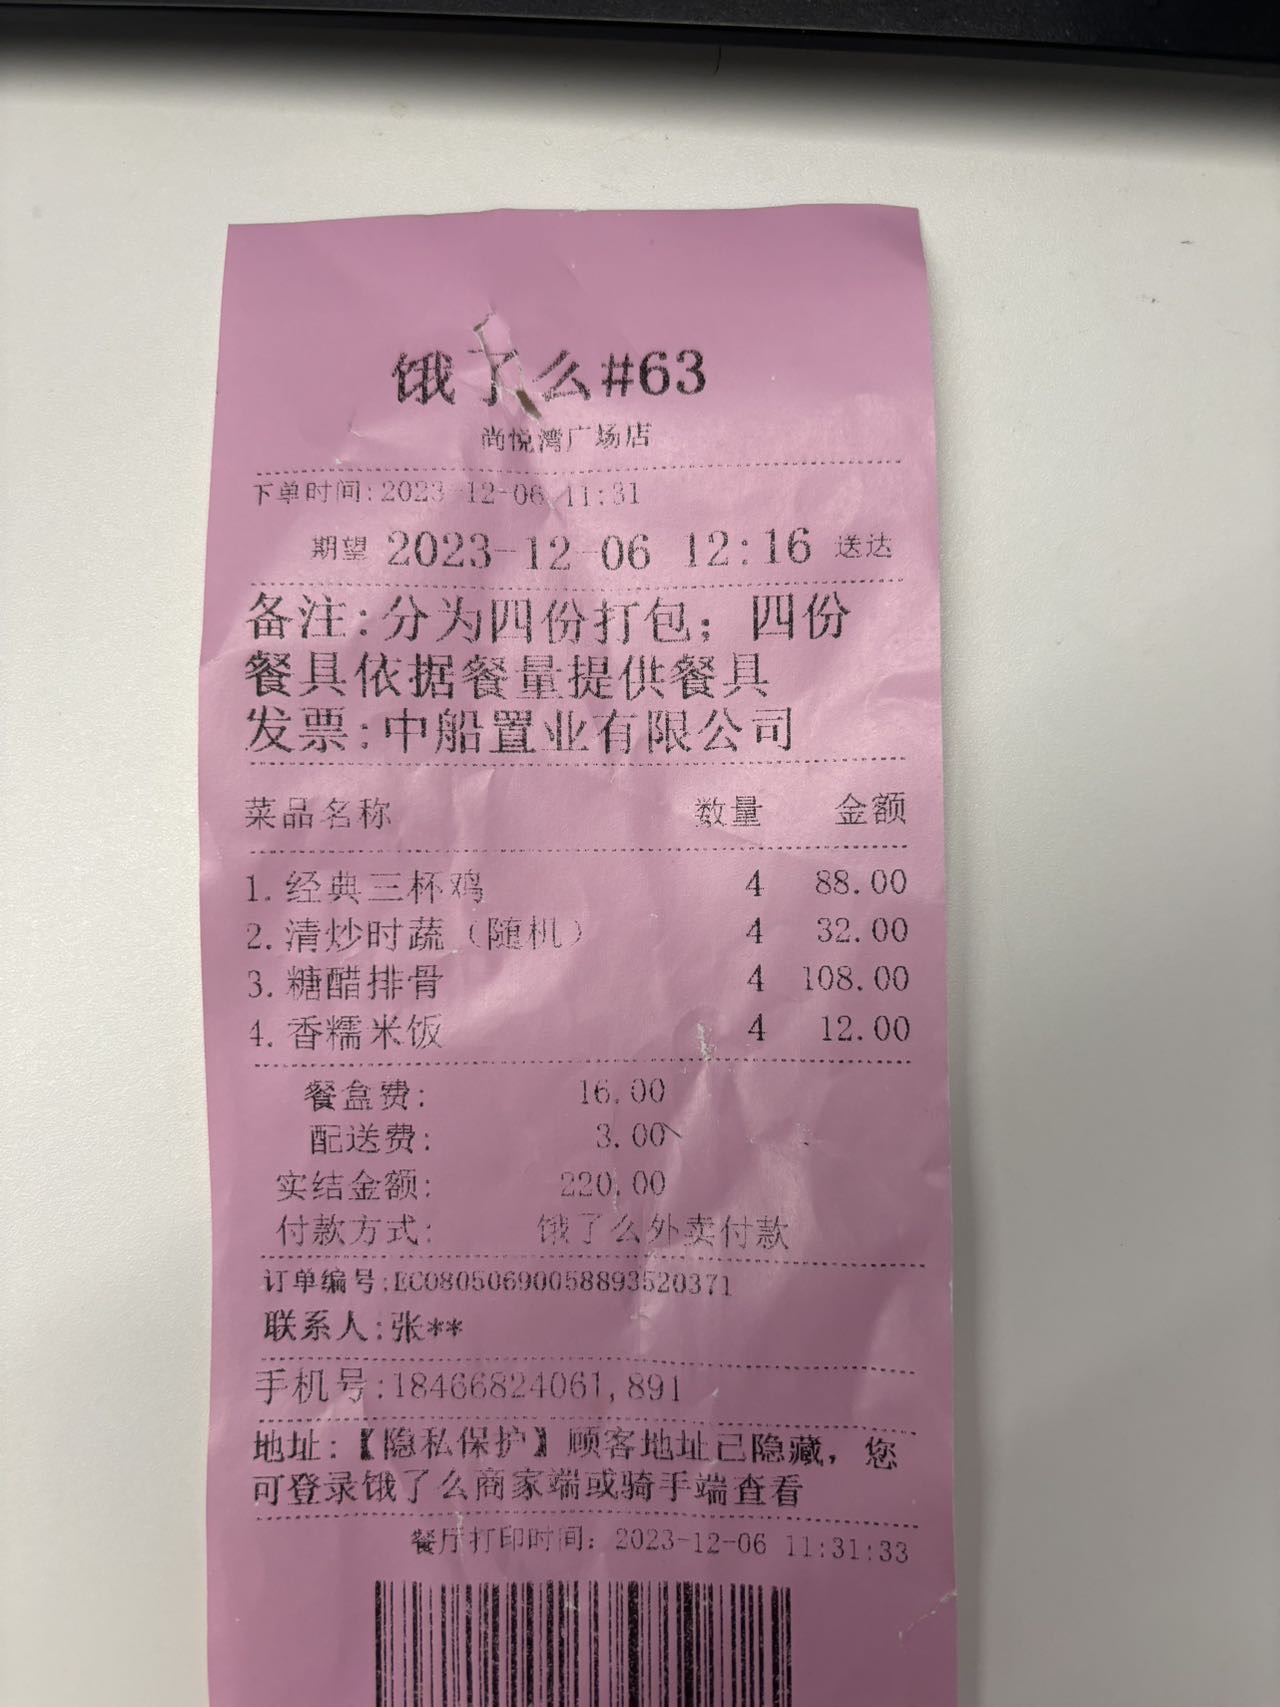 饿了么#63
尚悦湾广场店
下单时间:2023-12-06 11:31
期望 2023-12-06 12:16 送达
备注:分为四份打包；四份
餐具依据餐量提供餐具
发票:中船置业有限公司
菜品名称 数量 金额
1.经典三杯鸡 4 88.00
2.清炒时蔬（随机） 4 32.00
3.糖醋排骨 4 108.00
4.香糯米饭 4 12.00
餐盒费: 16.00
配送费: 3.00
实结金额: 220.00
付款方式: 饿了么外卖付款
订单编号:EC0805069005889352​0371
联系人:张**
手机号:18466824061,891
地址:【隐私保护】顾客地址已隐藏，您
可登录饿了么商家端或骑手端查看
餐厅打印时间：2023-12-06 11:31:33